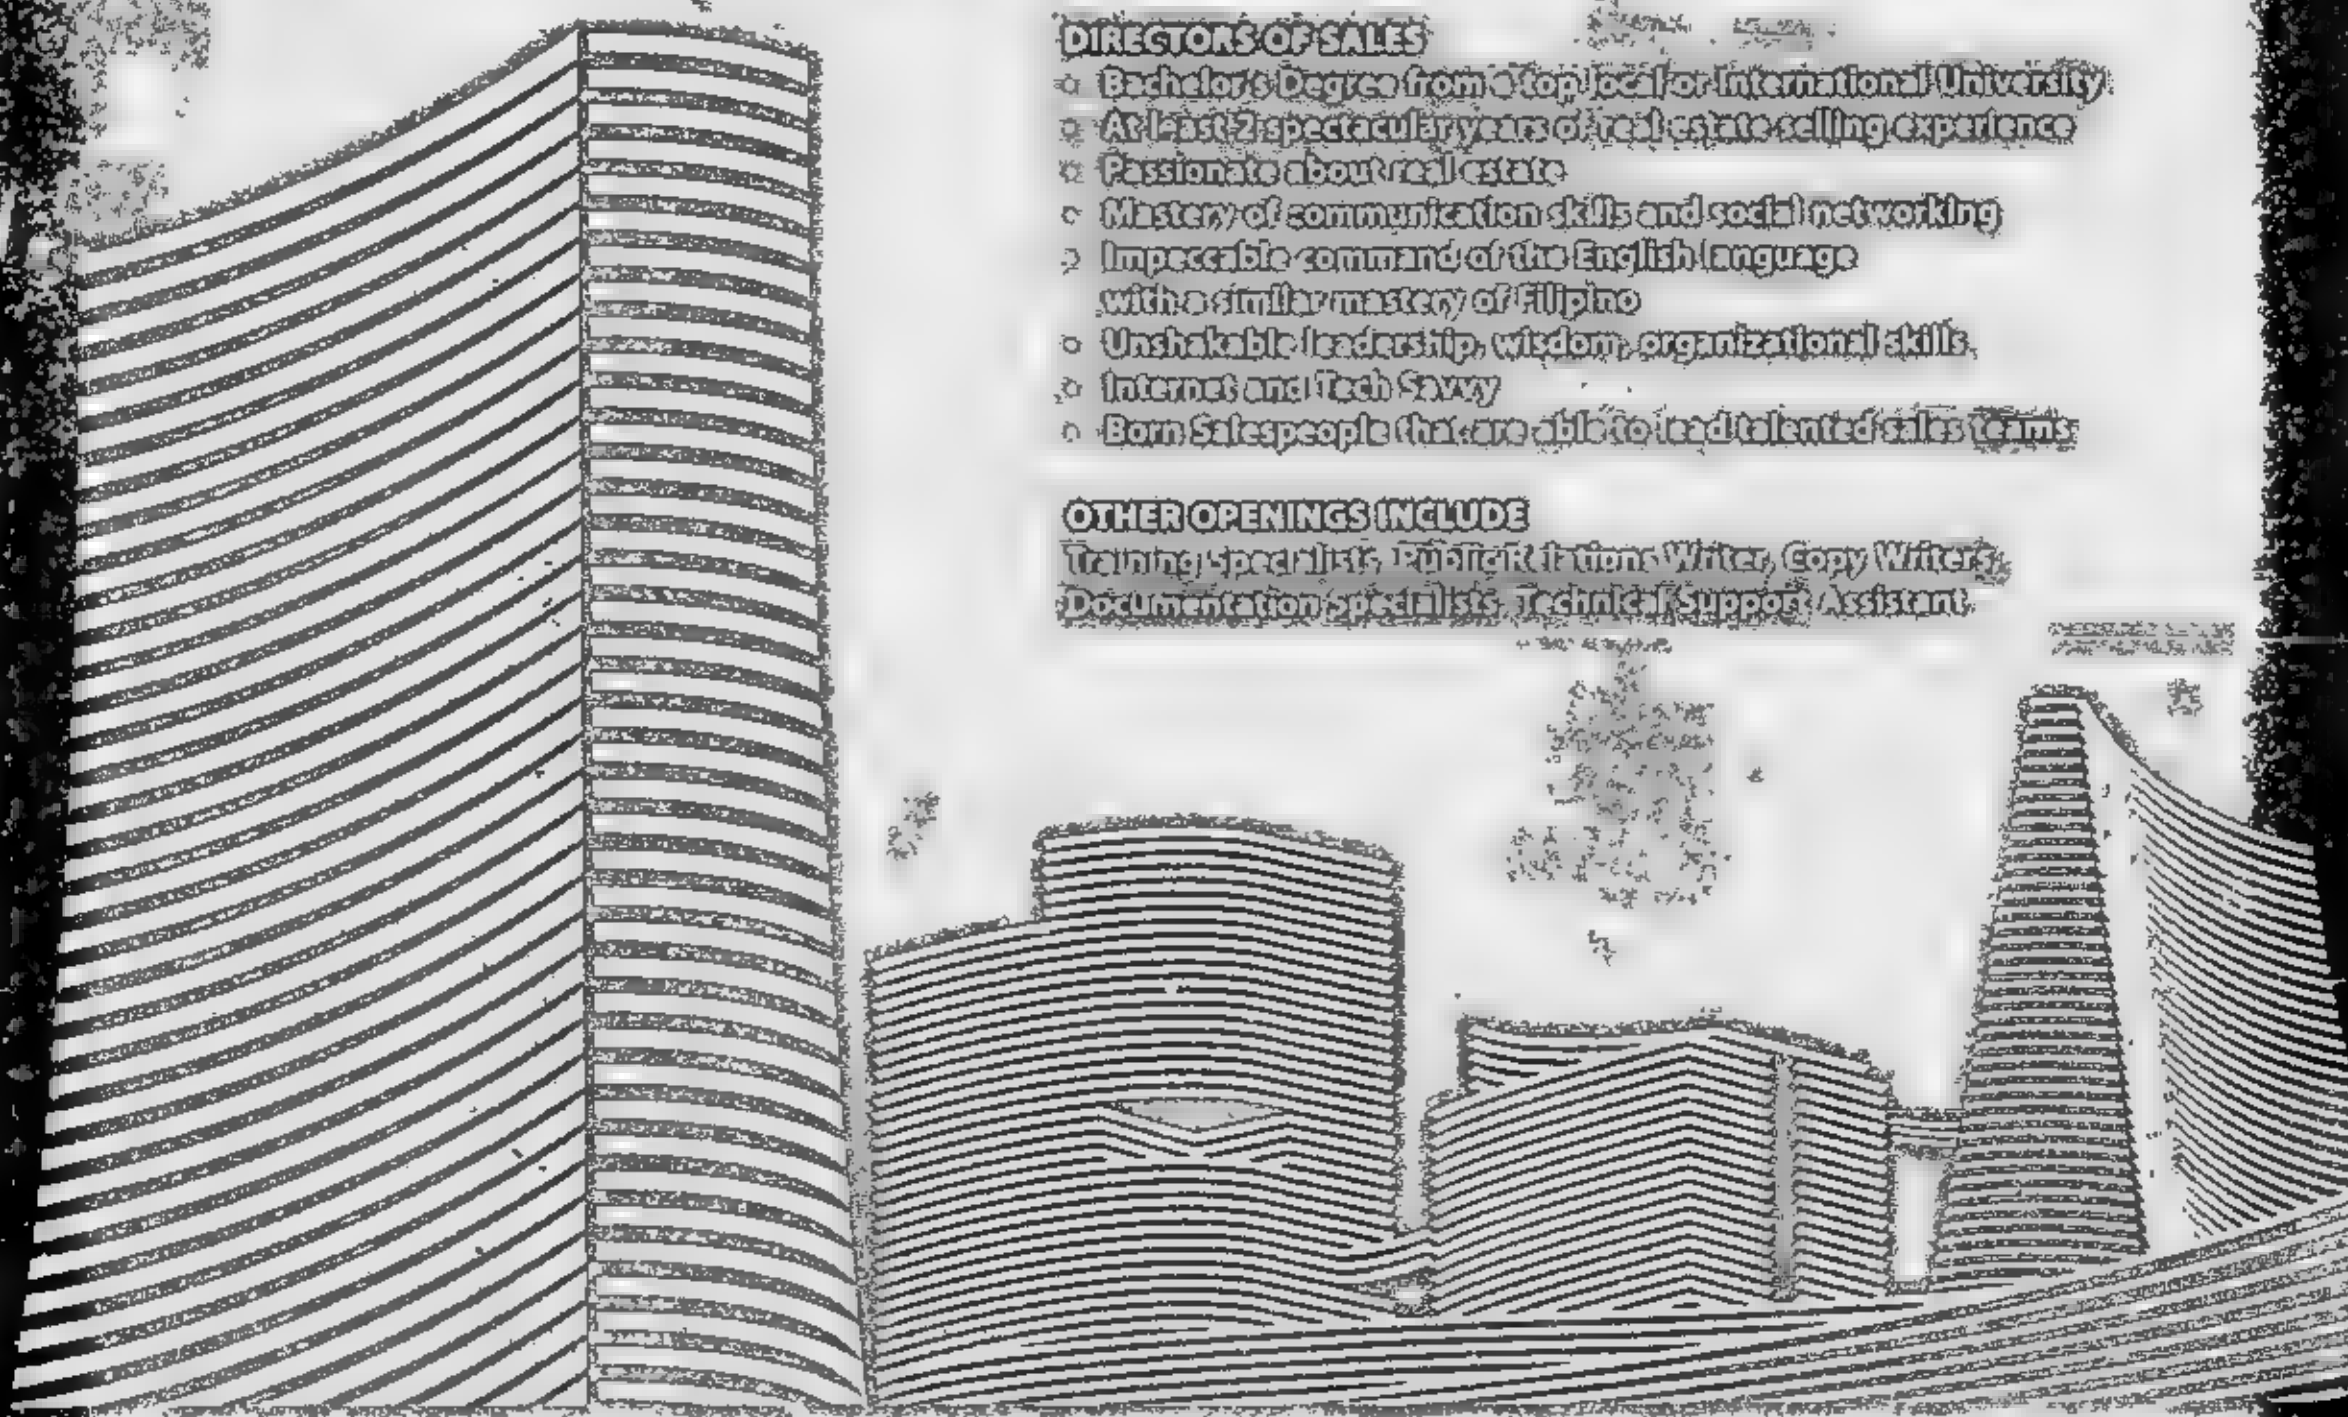 DIRECTORS OF SALES
Bachelor's Degree from a top local or International University
At least 2 spectacular years of real estate selling experience
Passionate about real estate
Mastery of communication skills and social networking
Impeccable command of the English language
with a similar mastery of Filipino
Unshakable leadership, wisdom, organizational skills,
Internet and Tech Savvy
Born Salespeople that are able to lead talented sales teams
OTHER OPENINGS INCLUDE
Training Specialists, Public Relations Writer, Copy Writers,
Documentation Specialists, Technical Support Assistant